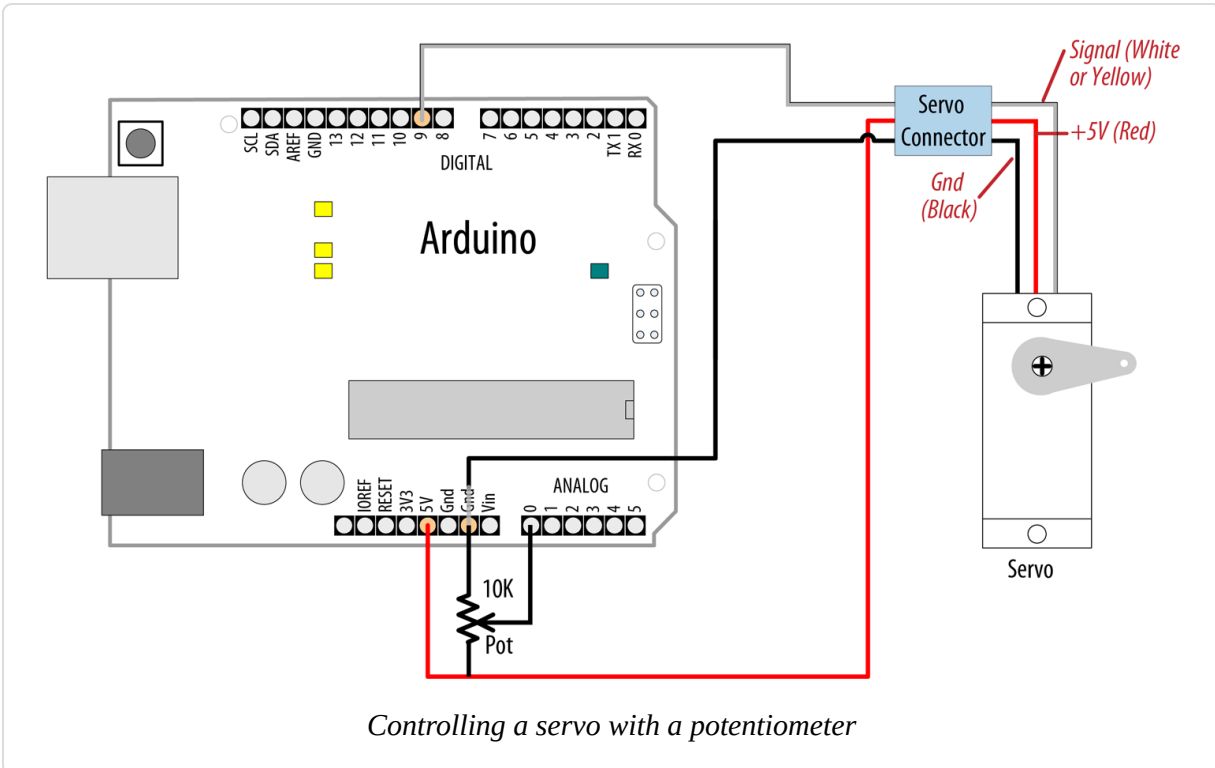 Signal (White
or Yellow)
Servo
Connector
+5V (Red)
Gnd
(Black)
SCL
SDA
AREF
GND
13
12
11
10
9
8
7
6
5
4
3
2
TX 1
RX 0
DIGITAL
Arduino
IOREF
RESET
3V3
5V
Gnd
Gnd
Vin
ANALOG
0
1
2
3
4
5
10K
Pot
Servo
Controlling a servo with a potentiometer